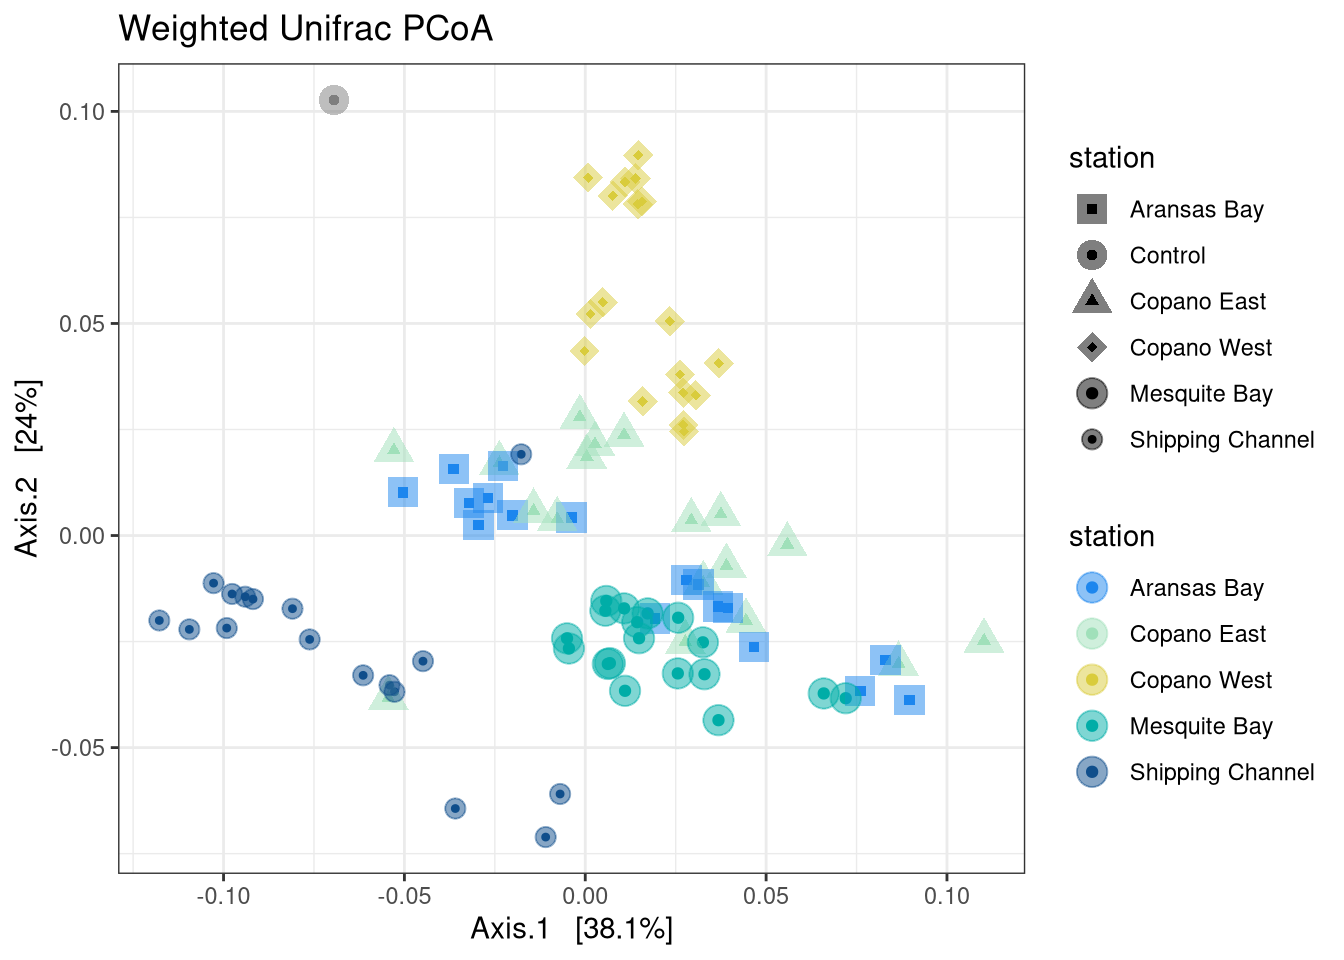 Weighted Unifrac PCoA
0.10
0.05
0.00
-0.05
Axis.2 [24%]
-0.10 -0.05 0.00 0.05 0.10
Axis.1 [38.1%]
station
Aransas Bay
Control
Copano East
Copano West
Mesquite Bay
Shipping Channel
station
Aransas Bay
Copano East
Copano West
Mesquite Bay
Shipping Channel